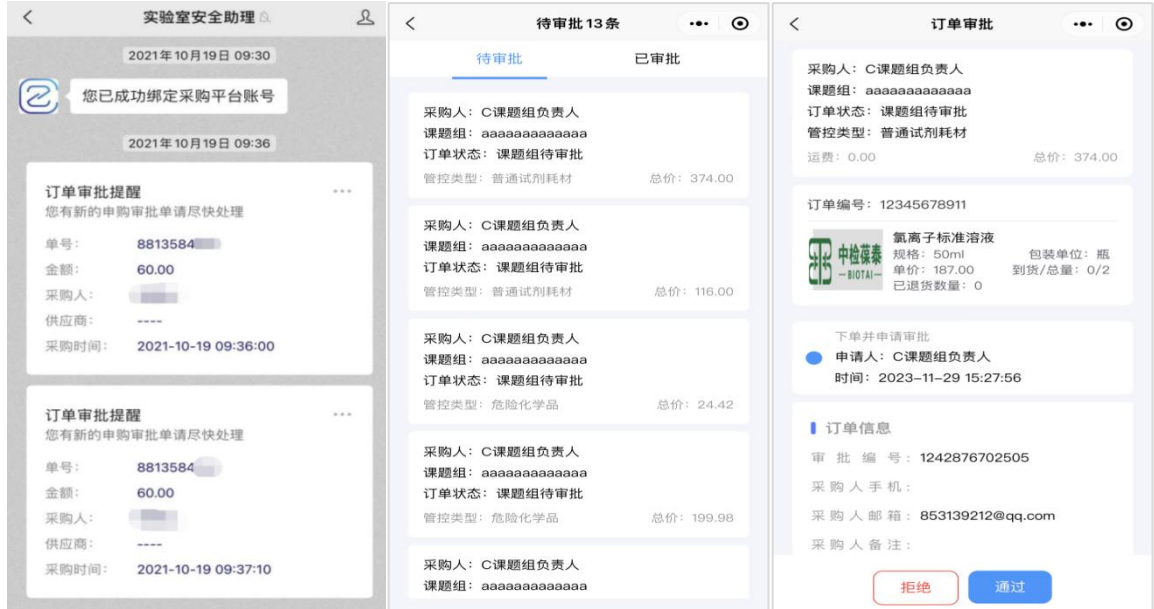 实验室安全助理
2021年10月19日 09:30
您已成功绑定采购平台账号
2021年10月19日 09:36
订单审批提醒
您有新的申购审批单请尽快处理
单号： 8813584
金额： 60.00
采购人：
供应商： ----
采购时间： 2021-10-19 09:36:00
订单审批提醒
您有新的申购审批单请尽快处理
单号： 8813584
金额： 60.00
采购人：
供应商： ----
采购时间： 2021-10-19 09:37:10
待审批13条
待审批 已审批
采购人：C课题组负责人
课题组：aaaaaaaaaaaaa
订单状态：课题组待审批
管控类型：普通试剂耗材 总价：374.00
采购人：C课题组负责人
课题组：aaaaaaaaaaaaa
订单状态：课题组待审批
管控类型：普通试剂耗材 总价：116.00
采购人：C课题组负责人
课题组：aaaaaaaaaaaaa
订单状态：课题组待审批
管控类型：危险化学品 总价：24.42
采购人：C课题组负责人
课题组：aaaaaaaaaaaaa
订单状态：课题组待审批
管控类型：危险化学品 总价：199.98
采购人：C课题组负责人
课题组：aaaaaaaaaaaaa
订单审批
采购人：C课题组负责人
课题组：aaaaaaaaaaaaa
订单状态：课题组待审批
管控类型：普通试剂耗材
运费：0.00 总价：374.00
订单编号：12345678911
中检葆泰
—BIOTAI—
氯离子标准溶液
规格：50ml 包装单位：瓶
单价：187.00 到货/总量：0/2
已退货数量：0
下单并申请审批
申请人：C课题组负责人
时间：2023-11-29 15:27:56
订单信息
审批编号：1242876702505
采购人手机：
采购人邮箱：853139212@qq.com
采购人备注：
拒绝 通过